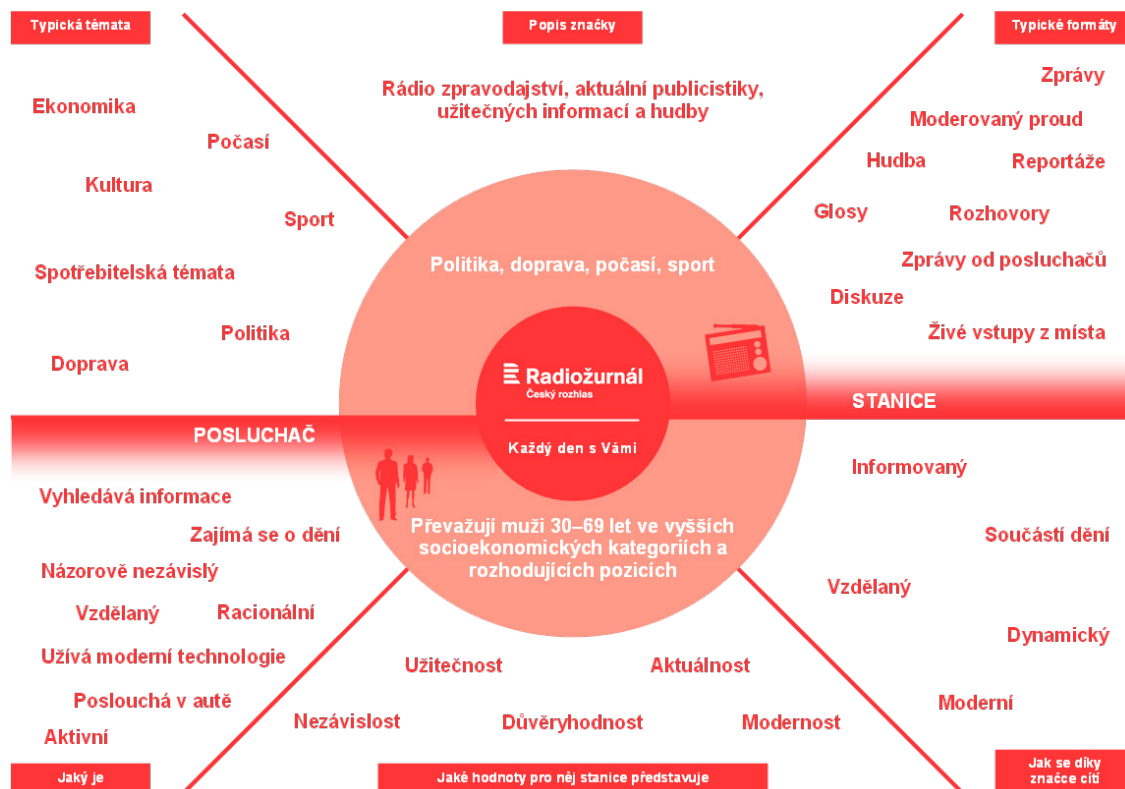 Typická témata
Popis značky
Typické formáty
Ekonomika
Počasí
Kultura
Sport
Spotřebitelská témata
Politika
Doprava
Rádio zpravodajství, aktuální publicistiky,
užitečných informací a hudby
Zprávy
Moderovaný proud
Hudba
Reportáže
Glosy
Rozhovory
Zprávy od posluchačů
Diskuze
Živé vstupy z místa
Politika, doprava, počasí, sport
Radiožurnál
Český rozhlas
Každý den s Vámi
STANICE
POSLUCHAČ
Převažují muži 30–69 let ve vyšších
socioekonomických kategoriích a
rozhodujících pozicích
Vyhledává informace
Zajímá se o dění
Názorově nezávislý
Vzdělaný
Racionální
Užívá moderní technologie
Poslouchá v autě
Aktivní
Užitečnost
Aktuálnost
Nezávislost
Důvěryhodnost
Modernost
Informovaný
Součástí dění
Vzdělaný
Dynamický
Moderní
Jaký je
Jaké hodnoty pro něj stanice představuje
Jak se díky
značce cítí